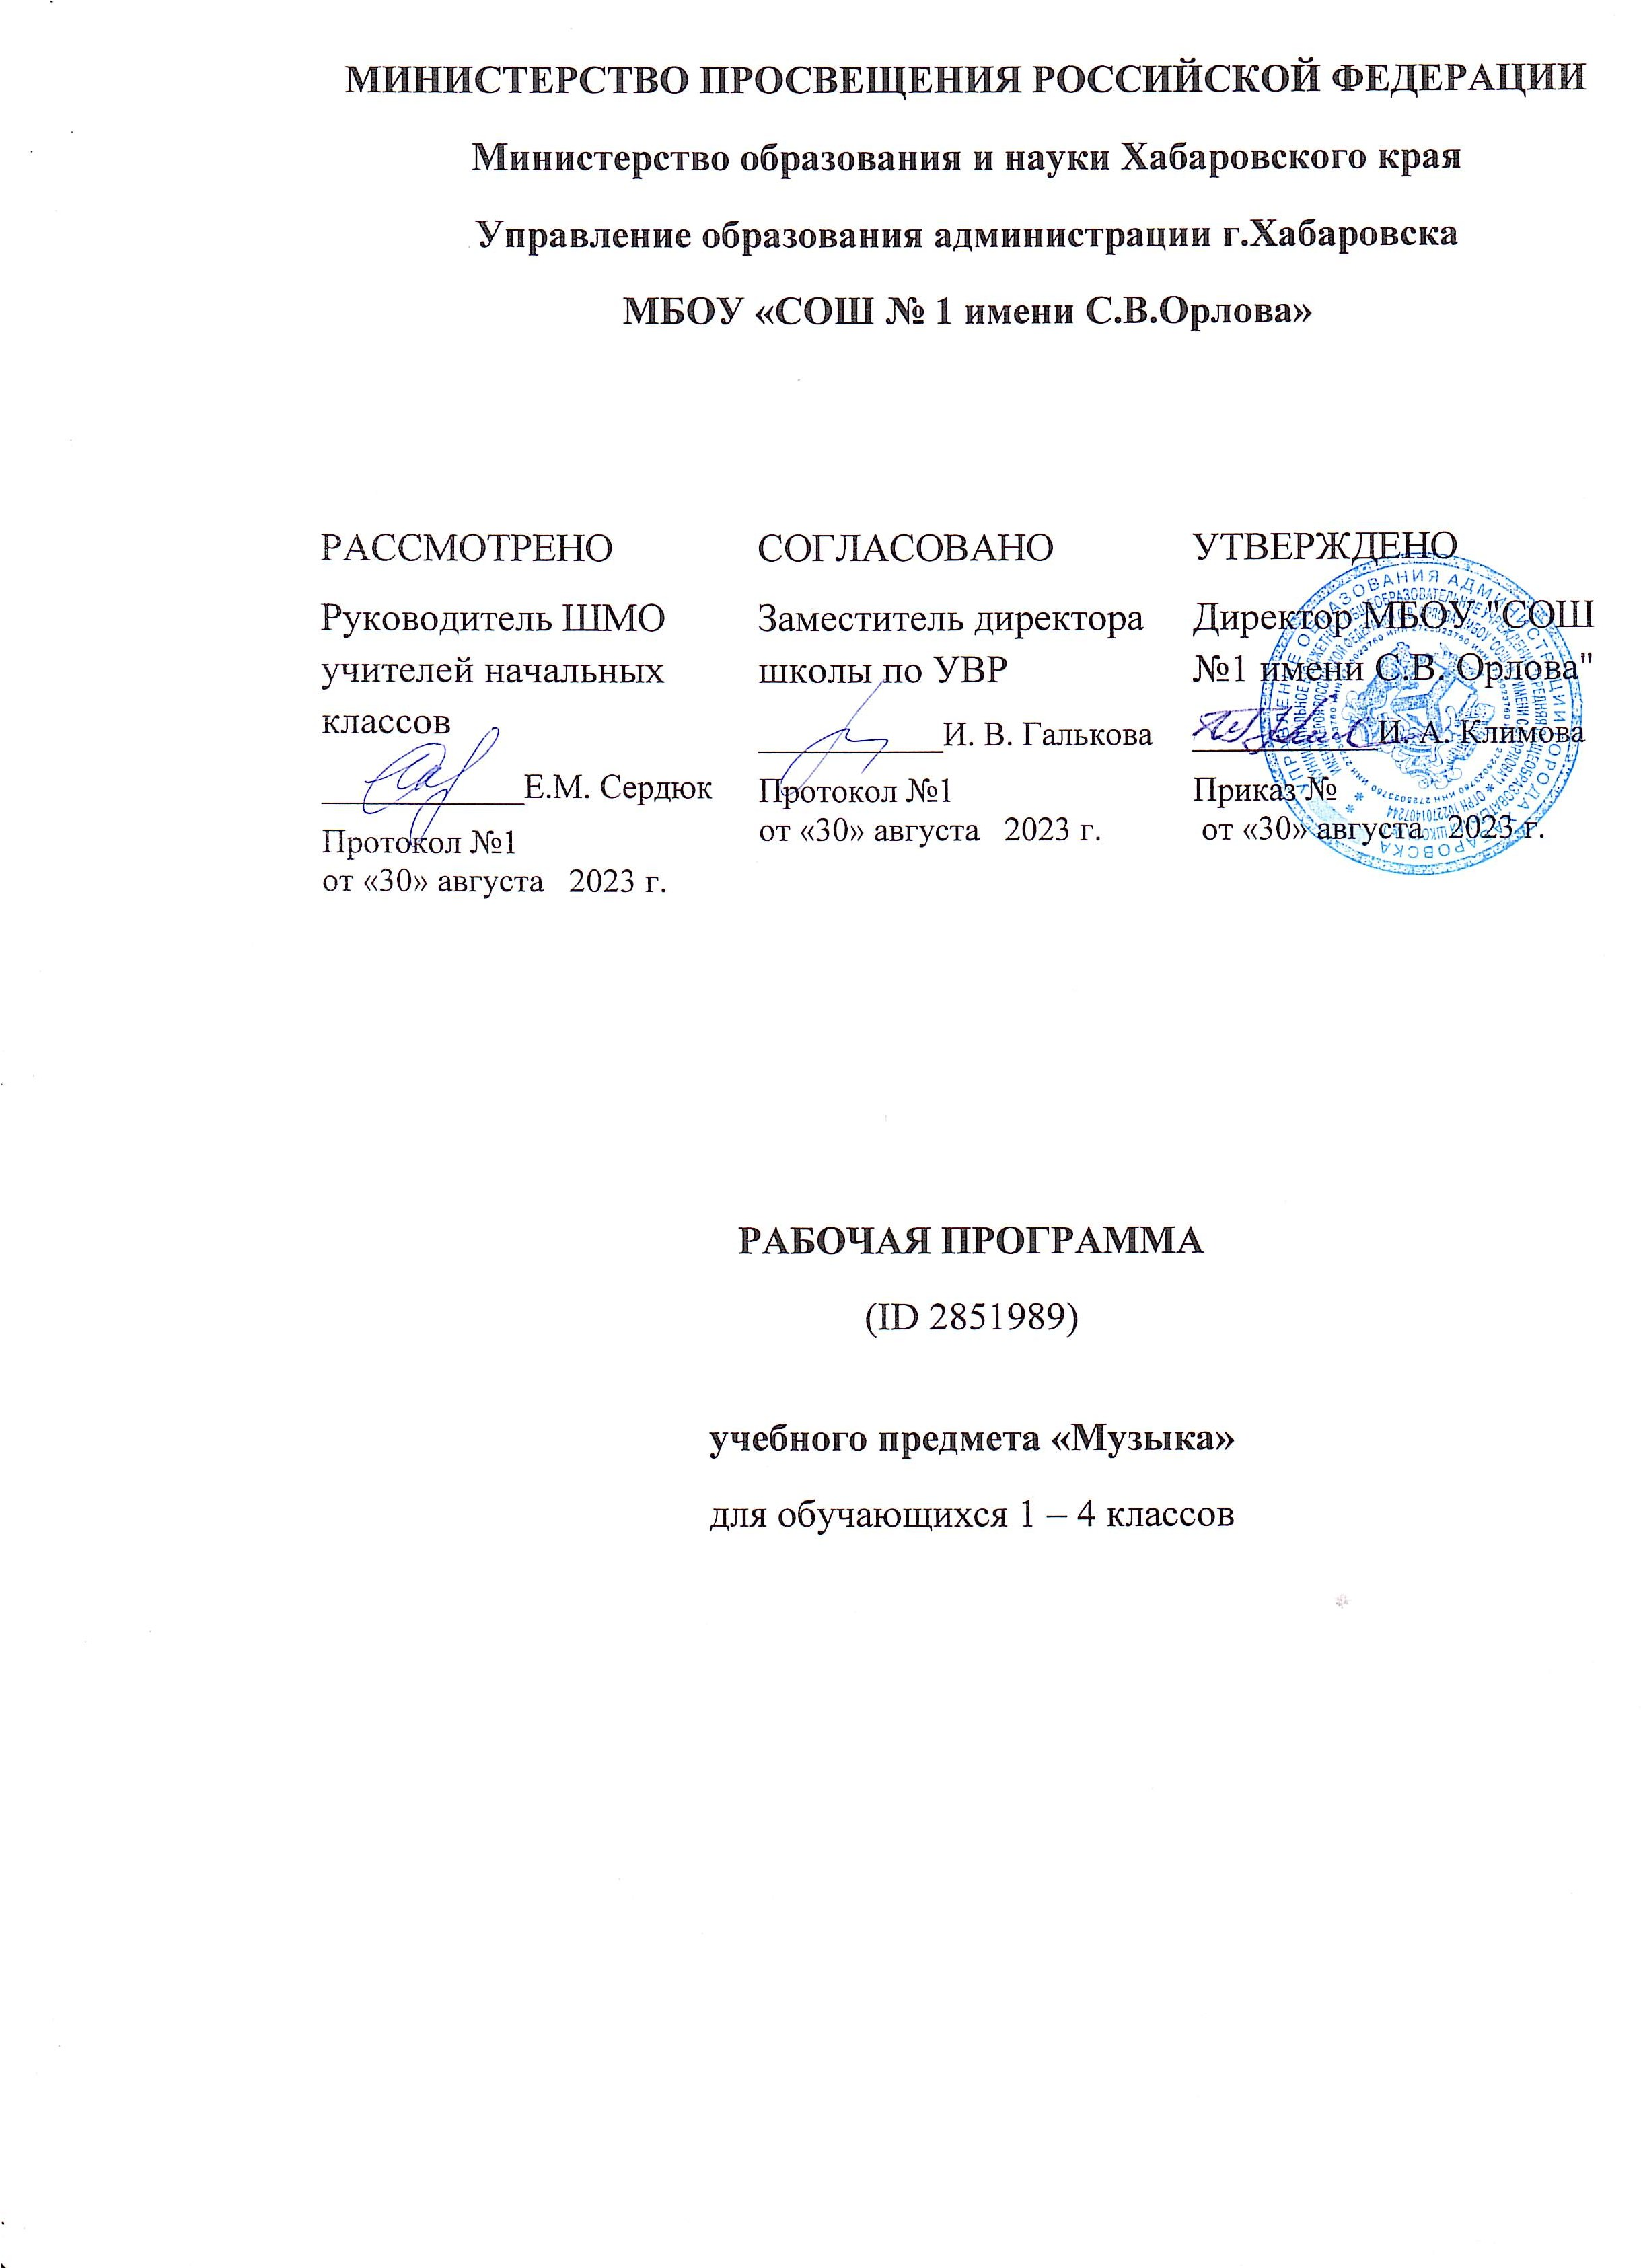 МИНИСТЕРСТВО ПРОСВЕЩЕНИЯ РОССИЙСКОЙ ФЕДЕРАЦИИ
Министерство образования и науки Хабаровского края
Управление образования администрации г.Хабаровска
МБОУ «СОШ № 1 имени С.В.Орлова»
РАССМОТРЕНО
Руководитель ШМО
учителей начальных
классов
____________Е.М. Сердюк
Протокол №1
от «30» августа 2023 г.
СОГЛАСОВАНО
Заместитель директора
школы по УВР
___________И. В. Галькова
Протокол №1
от «30» августа 2023 г.
УТВЕРЖДЕНО
Директор МБОУ "СОШ
№1 имени С.В. Орлова"
___________И. А. Климова
Приказ №
от «30» августа 2023 г.
РАБОЧАЯ ПРОГРАММА
(ID 2851989)
учебного предмета «Музыка»
для обучающихся 1 – 4 классов